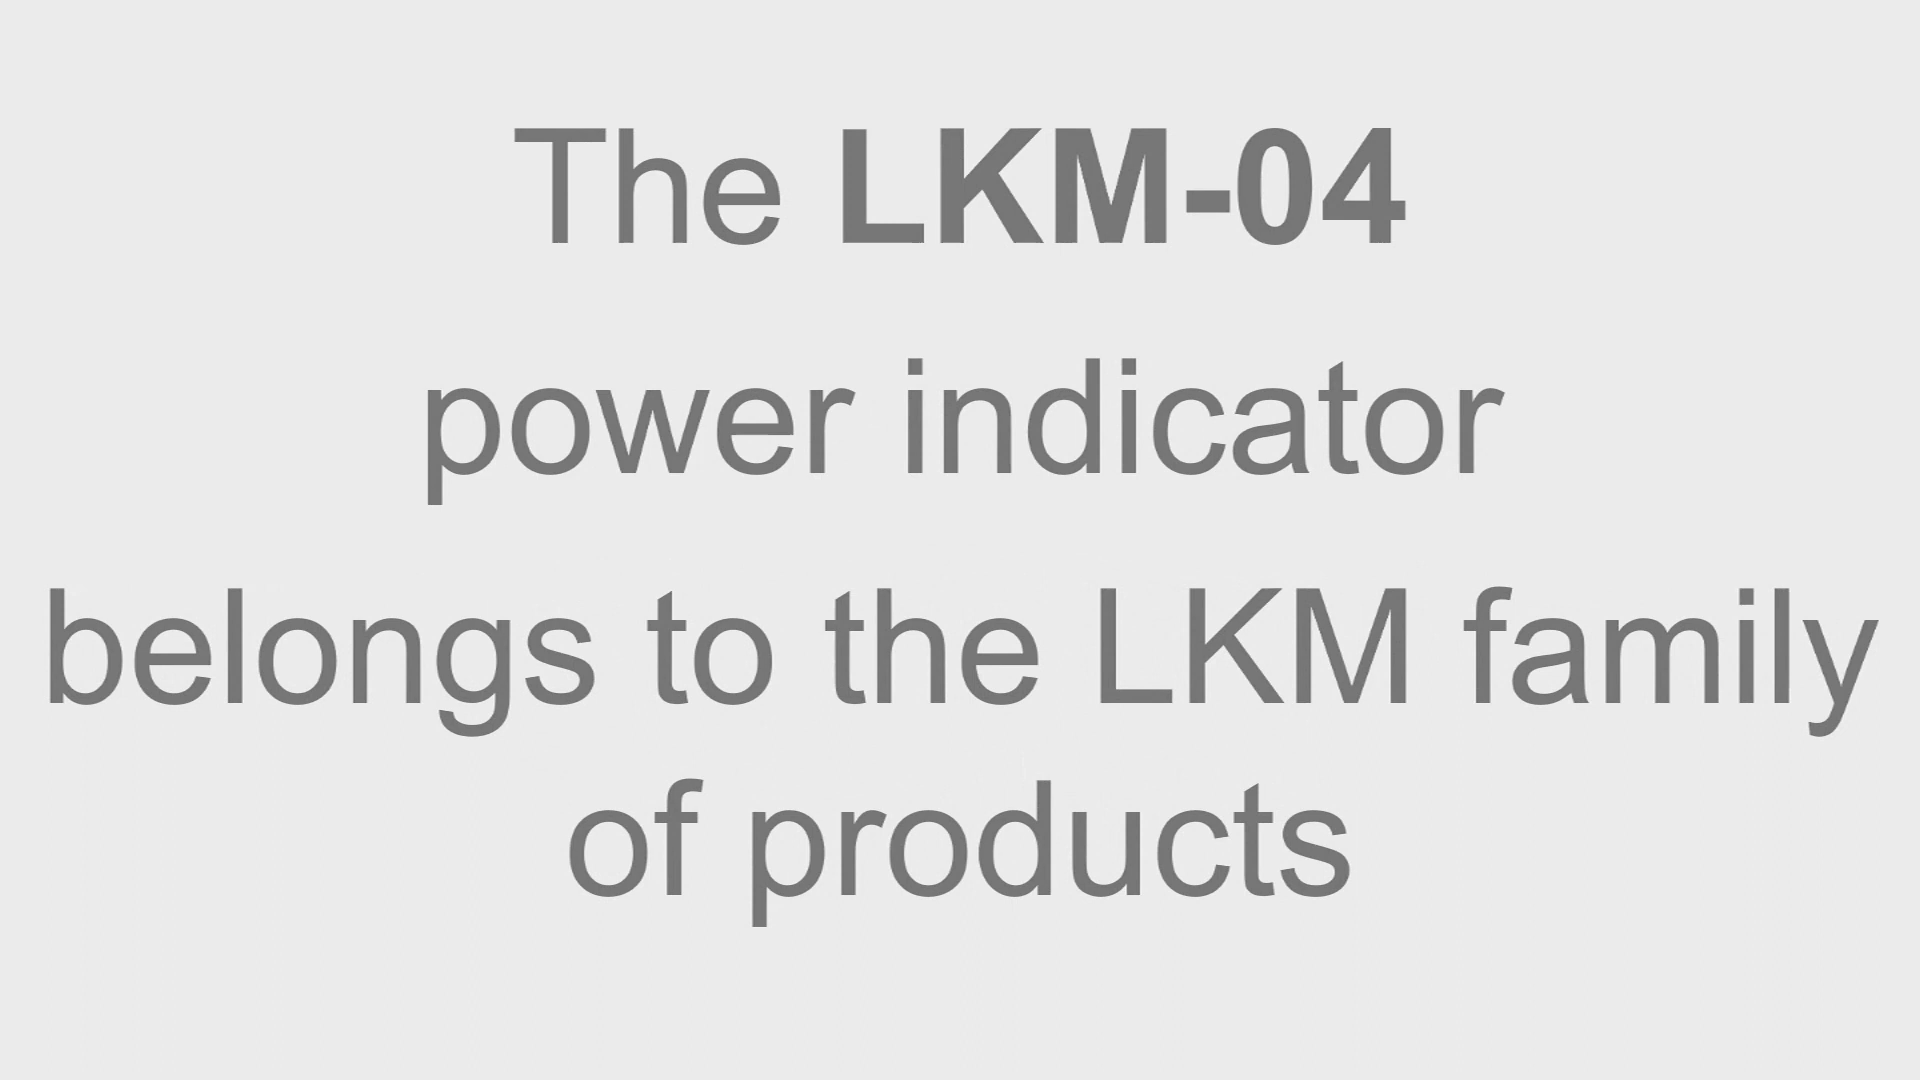 The LKM-04
power indicator
belongs to the LKM family
of products